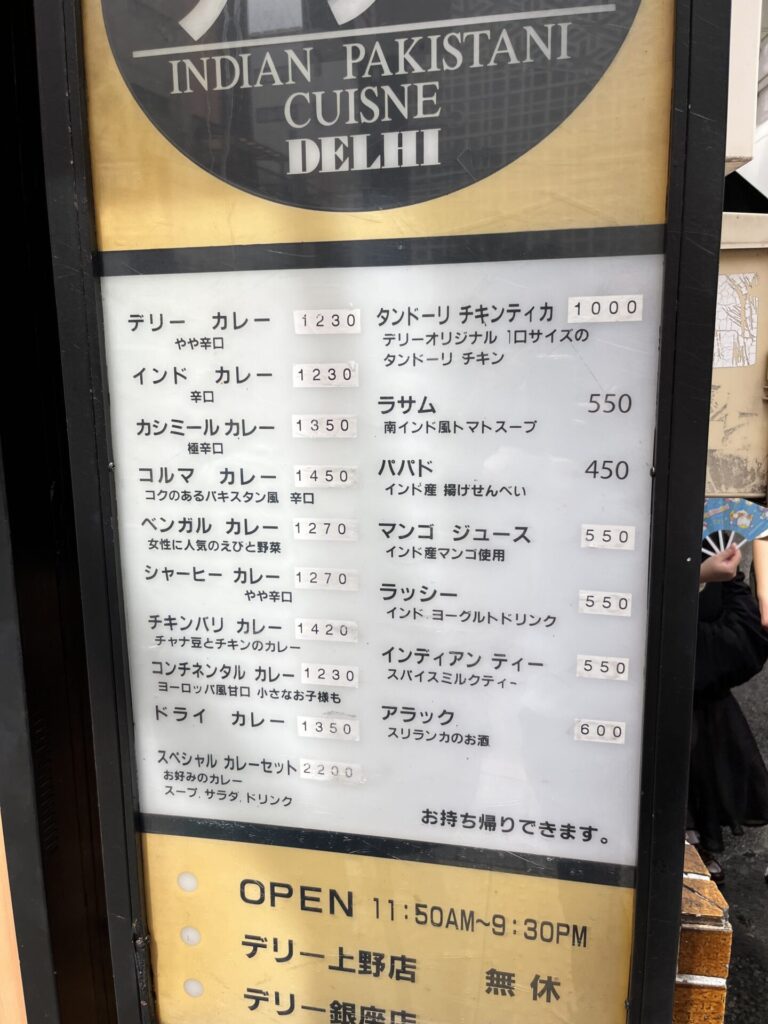 INDIAN PAKISTANI
CUISNE
DELHI
デリー カレー 1230
やや辛口
インド カレー 1230
辛口
カシミール カレー 1350
極辛口
コルマ カレー 1450
コクのあるパキスタン風 辛口
ベンガル カレー 1270
女性に人気のえびと野菜
シャーヒー カレー 1270
やや辛口
チキンバリ カレー 1420
チャナ豆とチキンのカレー
コンチネンタル カレー 1230
ヨーロッパ風甘口 小さなお子様も
ドライ カレー 1350
スペシャル カレーセット 2200
お好みのカレー
スープ, サラダ, ドリンク
タンドーリ チキンティカ 1000
デリーオリジナル 1口サイズの
タンドーリ チキン
ラサム 550
南インド風トマトスープ
パパド 450
インド産 揚げせんべい
マンゴ ジュース 550
インド産マンゴ使用
ラッシー 550
インド ヨーグルトドリンク
インディアン ティー 550
スパイスミルクティー
アラック 600
スリランカのお酒
お持ち帰りできます。
OPEN 11:50AM~9:30PM
デリー上野店 無休
デリー銀座店